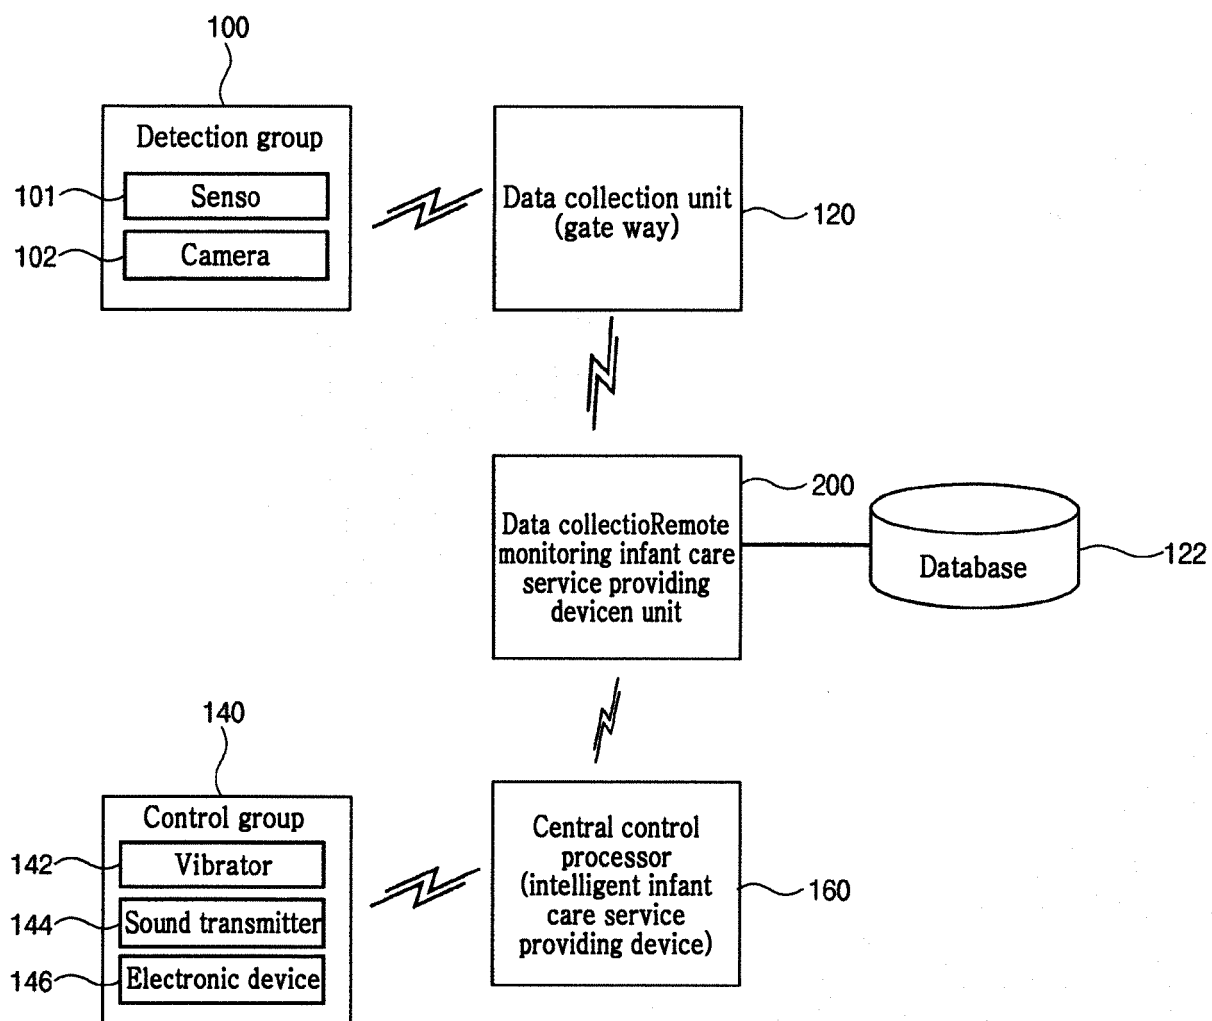 100
Detection group
101
Senso
102
Camera
Data collection unit
(gate way)
120
200
Data collectioRemote
monitoring infant care
service providing
devicen unit
Database
122
140
Control group
142
Vibrator
144
Sound transmitter
146
Electronic device
Central control
processor
(intelligent infant
care service
providing device)
160